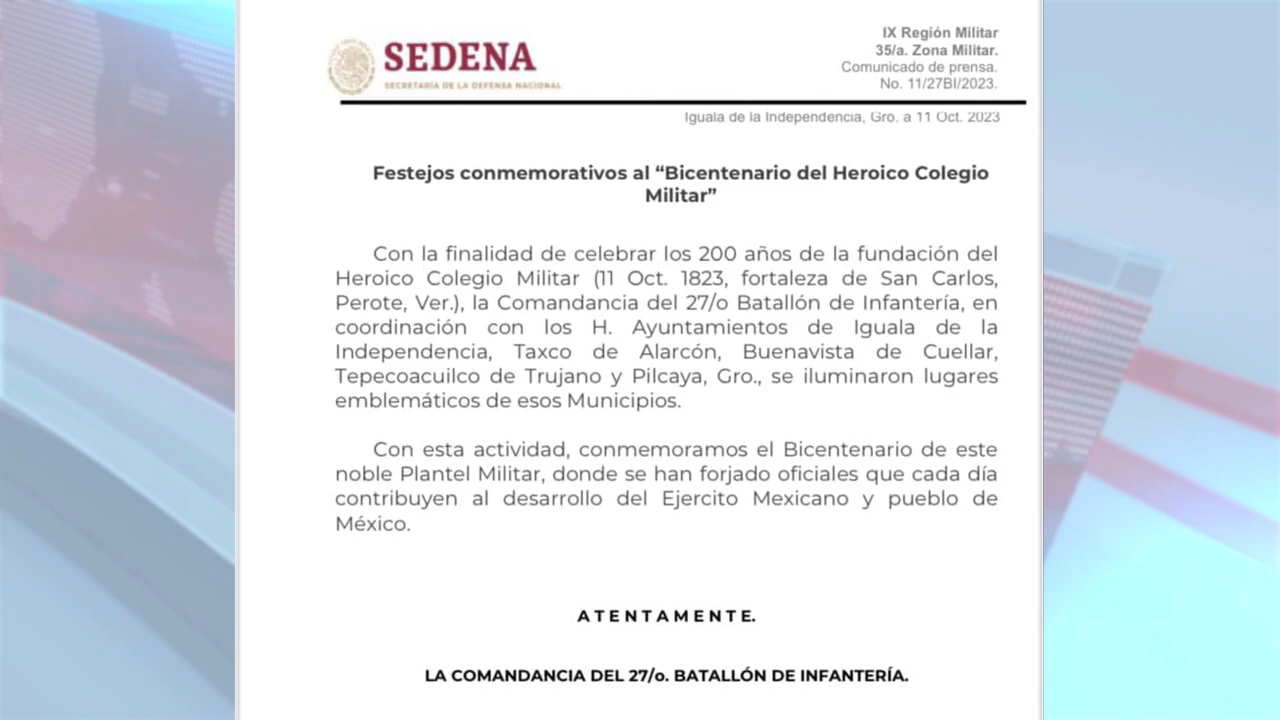 SEDENA
SECRETARÍA DE LA DEFENSA NACIONAL
IX Región Militar
35/a. Zona Militar.
Comunicado de prensa.
No. 11/27BI/2023.
Iguala de la Independencia, Gro. a 11 Oct. 2023
Festejos conmemorativos al “Bicentenario del Heroico Colegio
Militar”
Con la finalidad de celebrar los 200 años de la fundación del
Heroico Colegio Militar (11 Oct. 1823, fortaleza de San Carlos,
Perote, Ver.), la Comandancia del 27/o Batallón de Infantería, en
coordinación con los H. Ayuntamientos de Iguala de la
Independencia, Taxco de Alarcón, Buenavista de Cuellar,
Tepecoacuilco de Trujano y Pilcaya, Gro., se iluminaron lugares
emblemáticos de esos Municipios.
Con esta actividad, conmemoramos el Bicentenario de este
noble Plantel Militar, donde se han forjado oficiales que cada día
contribuyen al desarrollo del Ejercito Mexicano y pueblo de
México.
A T E N T A M E N T E.
LA COMANDANCIA DEL 27/o. BATALLÓN DE INFANTERÍA.